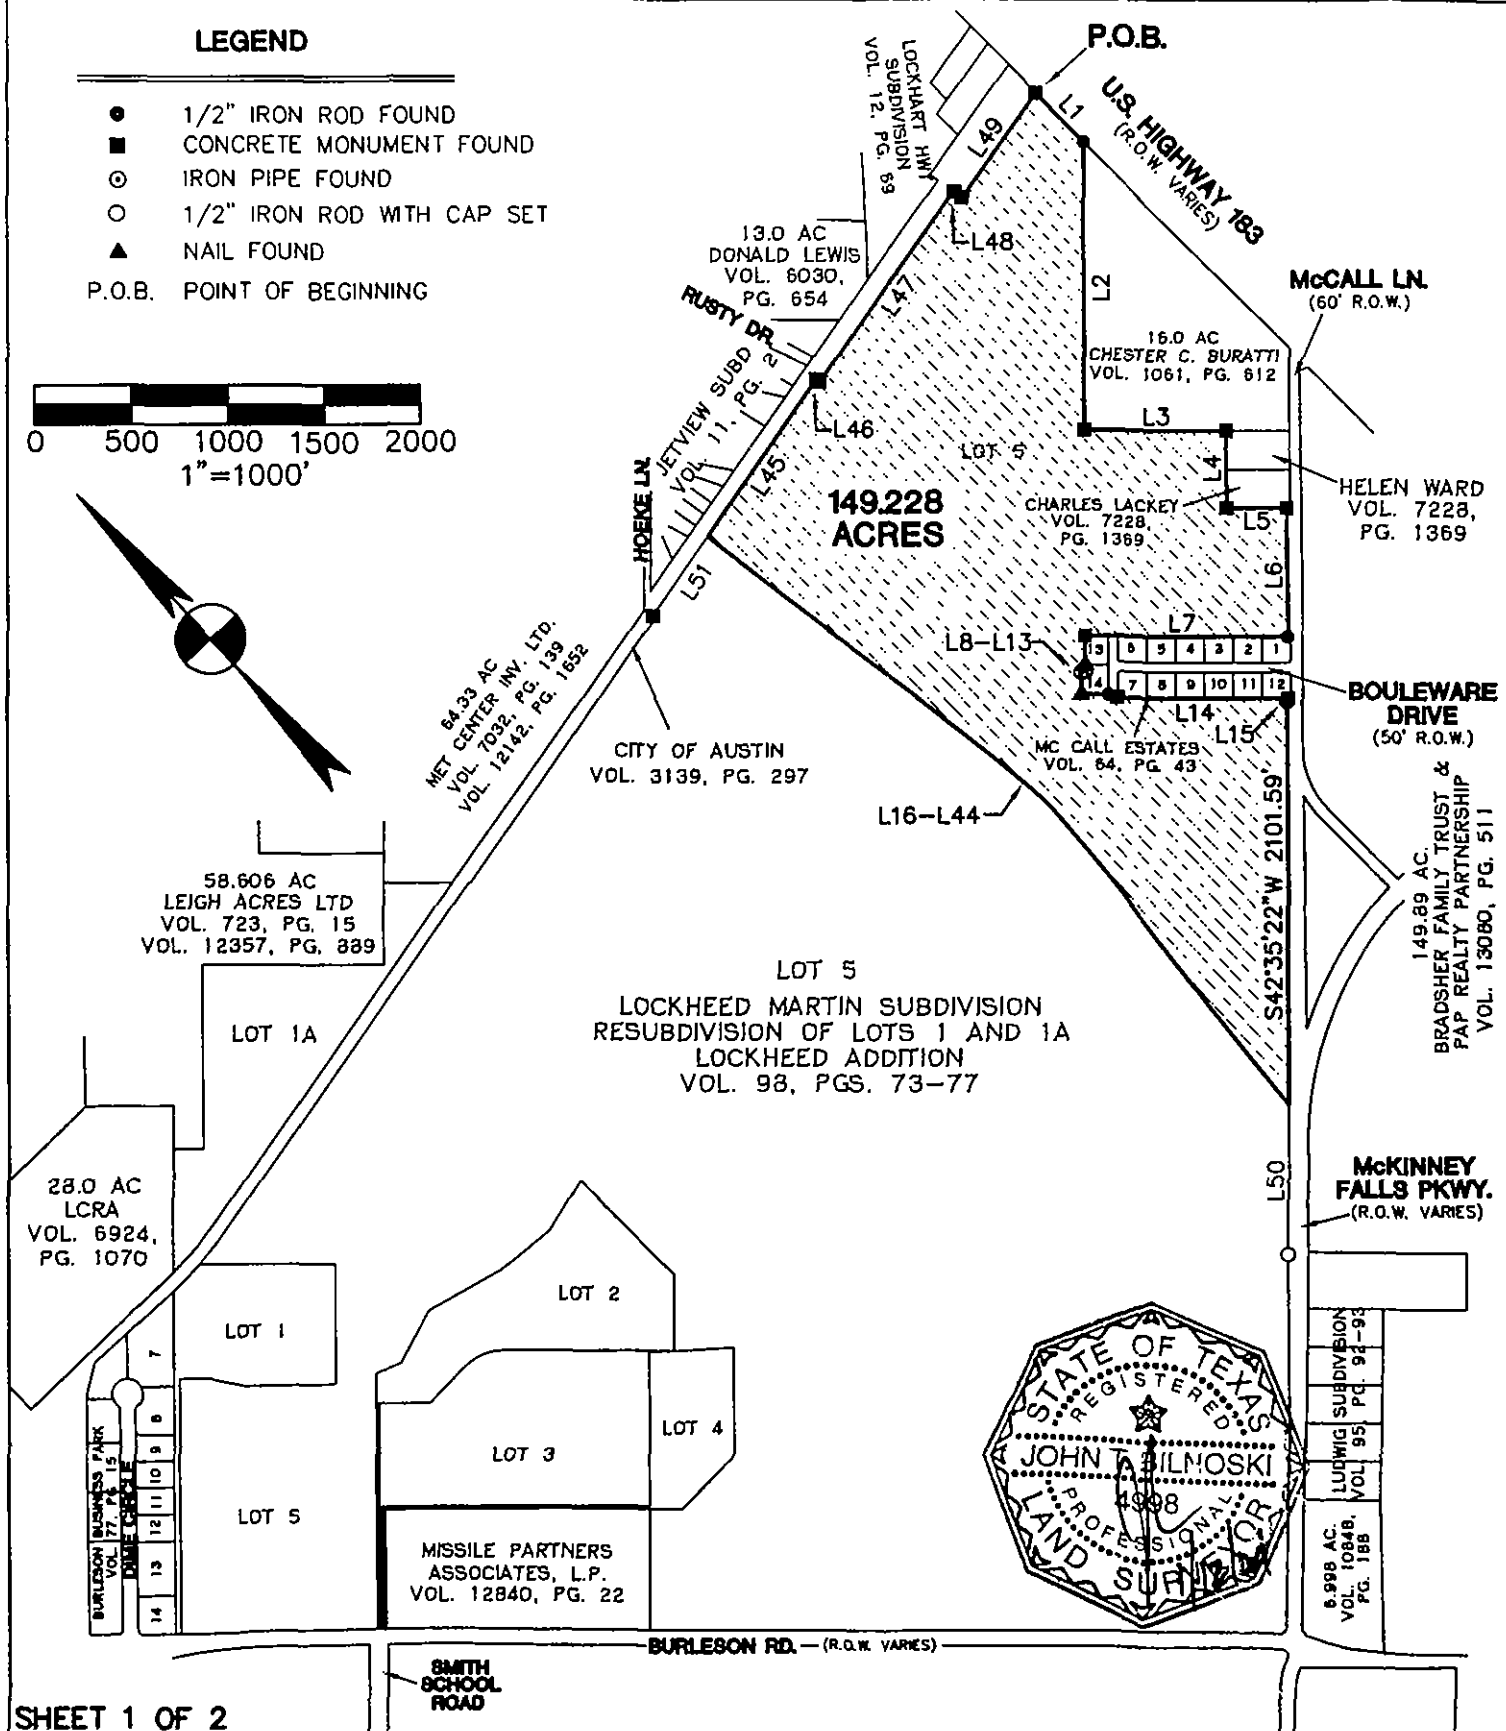 LEGEND
1/2" IRON ROD FOUND
CONCRETE MONUMENT FOUND
IRON PIPE FOUND
1/2" IRON ROD WITH CAP SET
NAIL FOUND
P.O.B. POINT OF BEGINNING
0 500 1000 1500 2000
1"=1000'
P.O.B.
U.S. HIGHWAY 183
(R.O.W. VARIES)
LOCKHART HWY
SUBDIVISION
VOL. 12, PG. 69
L1
L49
L48
L47
L2
13.0 AC
DONALD LEWIS
VOL. 6030,
PG. 654
RUSTY DR.
JETVIEW SUBD
VOL. 11, PG. 2
McCALL LN.
(60' R.O.W.)
16.0 AC
CHESTER C. BURATTI
VOL. 1061, PG. 612
L3
L46
L45
LOT 5
L4
149.228
ACRES
CHARLES LACKEY
VOL. 7228,
PG. 1369
L5
HELEN WARD
VOL. 7228,
PG. 1369
HOEKE LN.
L51
L6
L7
L8-L13
13 6 5 4 3 2 1
14 7 8 9 10 11 12
L14
L15
BOULEWARE
DRIVE
(50' R.O.W.)
MC CALL ESTATES
VOL. 64, PG. 43
64.33 AC
MET CENTER INV. LTD.
VOL. 7032, PG. 139
VOL. 12142, PG. 1652
CITY OF AUSTIN
VOL. 3139, PG. 297
L16-L44
S42°35'22"W 2101.59'
149.89 AC.
BRADSHER FAMILY TRUST &
PAP REALTY PARTNERSHIP
VOL. 13080, PG. 511
58.606 AC
LEIGH ACRES LTD
VOL. 723, PG. 15
VOL. 12357, PG. 889
LOT 1A
LOT 5
LOCKHEED MARTIN SUBDIVISION
RESUBDIVISION OF LOTS 1 AND 1A
LOCKHEED ADDITION
VOL. 98, PGS. 73-77
28.0 AC
LCRA
VOL. 6924,
PG. 1070
L50
McKINNEY
FALLS PKWY.
(R.O.W. VARIES)
LOT 1
LOT 2
LOT 3
LOT 4
LOT 5
7
8
9
10
11
12
13
14
BURLESON BUSINESS PARK
VOL. 77, PG. 15
DIME CIRCLE
MISSILE PARTNERS
ASSOCIATES, L.P.
VOL. 12840, PG. 22
STATE OF TEXAS
REGISTERED
JOHN T. BILNOSKI
4998
PROFESSIONAL
LAND SURVEYOR
LUDWIG SUBDIVISION
VOL. 95, PG. 92-93
6.998 AC.
VOL. 10848,
PG. 188
BURLESON RD. — (R.O.W. VARIES)
SMITH
SCHOOL
ROAD
SHEET 1 OF 2